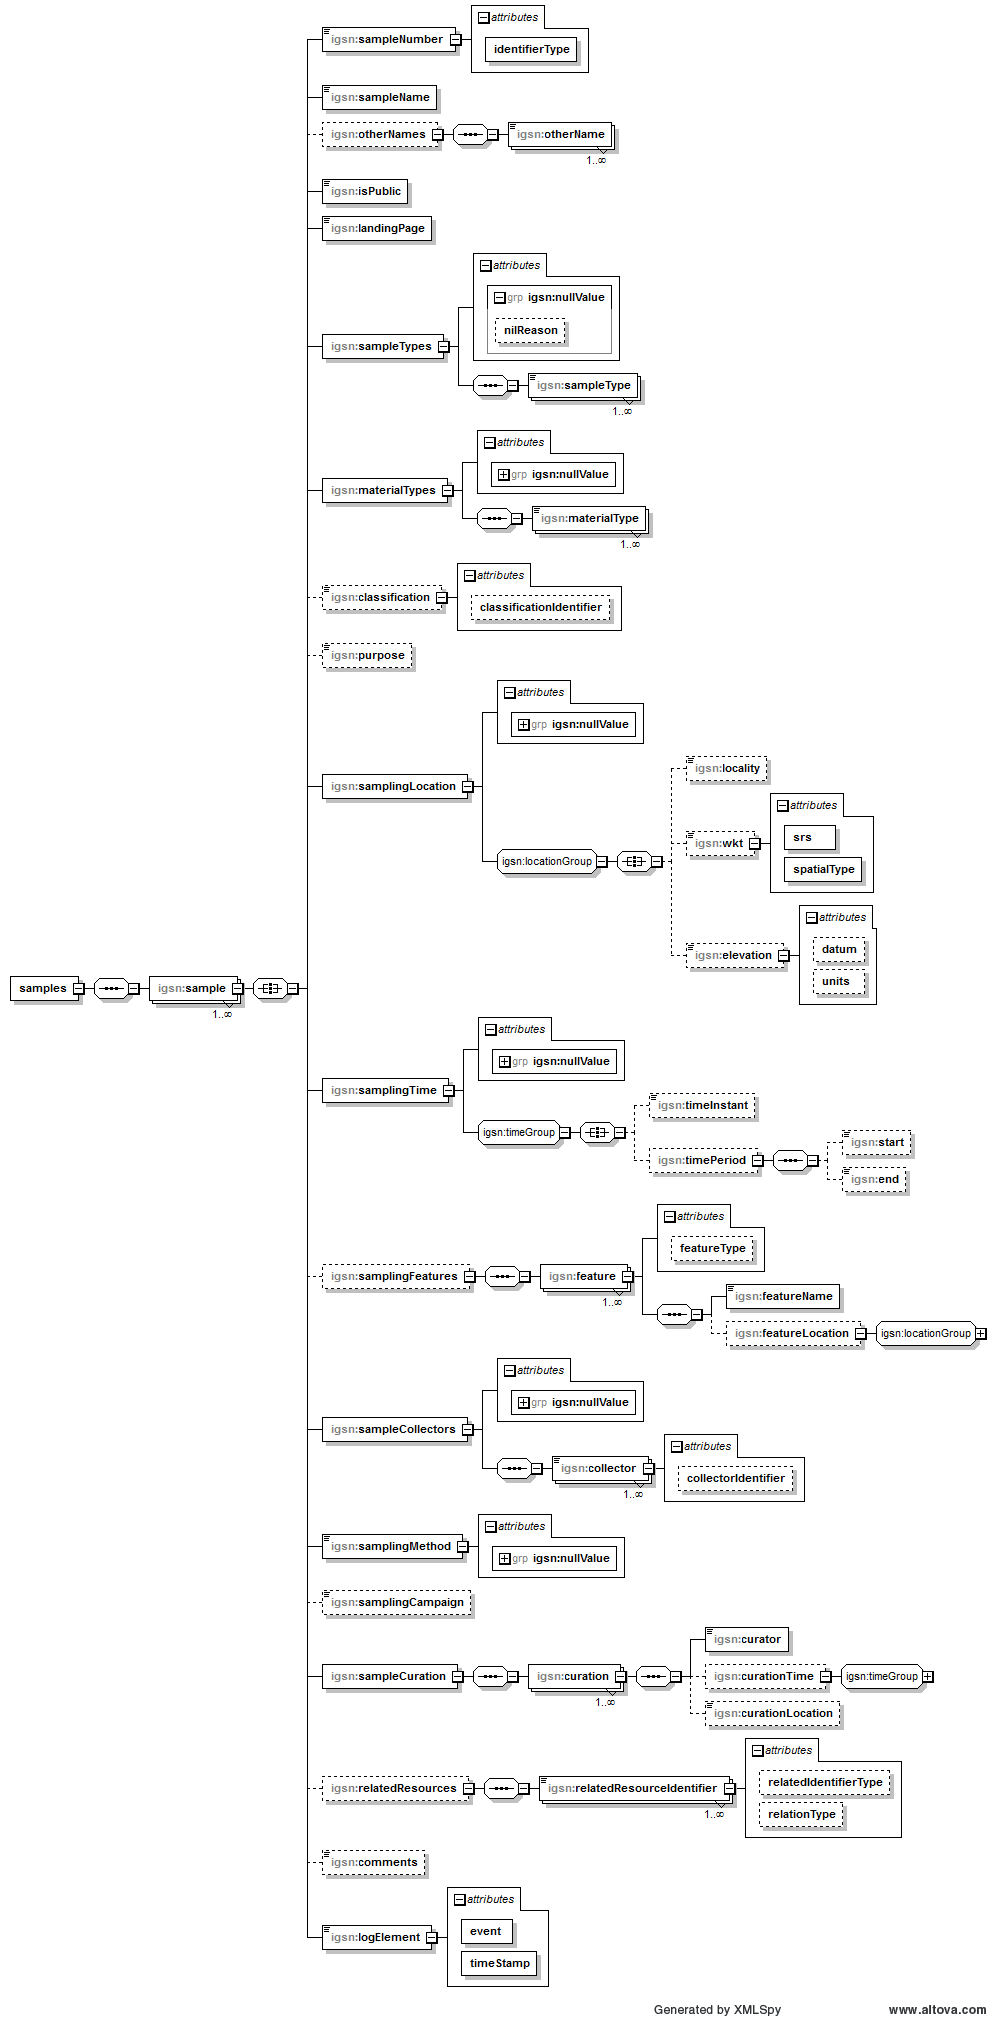 attributes
igsn:sampleNumber
identifierType
igsn:sampleName
igsn:otherNames
igsn:otherName
1..∞
igsn:isPublic
igsn:landingPage
attributes
grp igsn:nullValue
nilReason
igsn:sampleTypes
igsn:sampleType
1..∞
attributes
grp igsn:nullValue
igsn:materialTypes
igsn:materialType
1..∞
attributes
igsn:classification
classificationIdentifier
igsn:purpose
attributes
grp igsn:nullValue
igsn:samplingLocation
igsn:locationGroup
igsn:locality
igsn:wkt
attributes
srs
spatialType
igsn:elevation
attributes
datum
units
samples
igsn:sample
1..∞
attributes
grp igsn:nullValue
igsn:samplingTime
igsn:timeGroup
igsn:timeInstant
igsn:timePeriod
igsn:start
igsn:end
attributes
featureType
igsn:samplingFeatures
igsn:feature
1..∞
igsn:featureName
igsn:featureLocation
igsn:locationGroup
attributes
grp igsn:nullValue
igsn:sampleCollectors
igsn:collector
1..∞
attributes
collectorIdentifier
attributes
grp igsn:nullValue
igsn:samplingMethod
igsn:samplingCampaign
igsn:sampleCuration
igsn:curation
1..∞
igsn:curator
igsn:curationTime
igsn:timeGroup
igsn:curationLocation
attributes
relatedIdentifierType
relationType
igsn:relatedResources
igsn:relatedResourceIdentifier
1..∞
igsn:comments
attributes
igsn:logElement
event
timeStamp
Generated by XMLSpy
www.altova.com